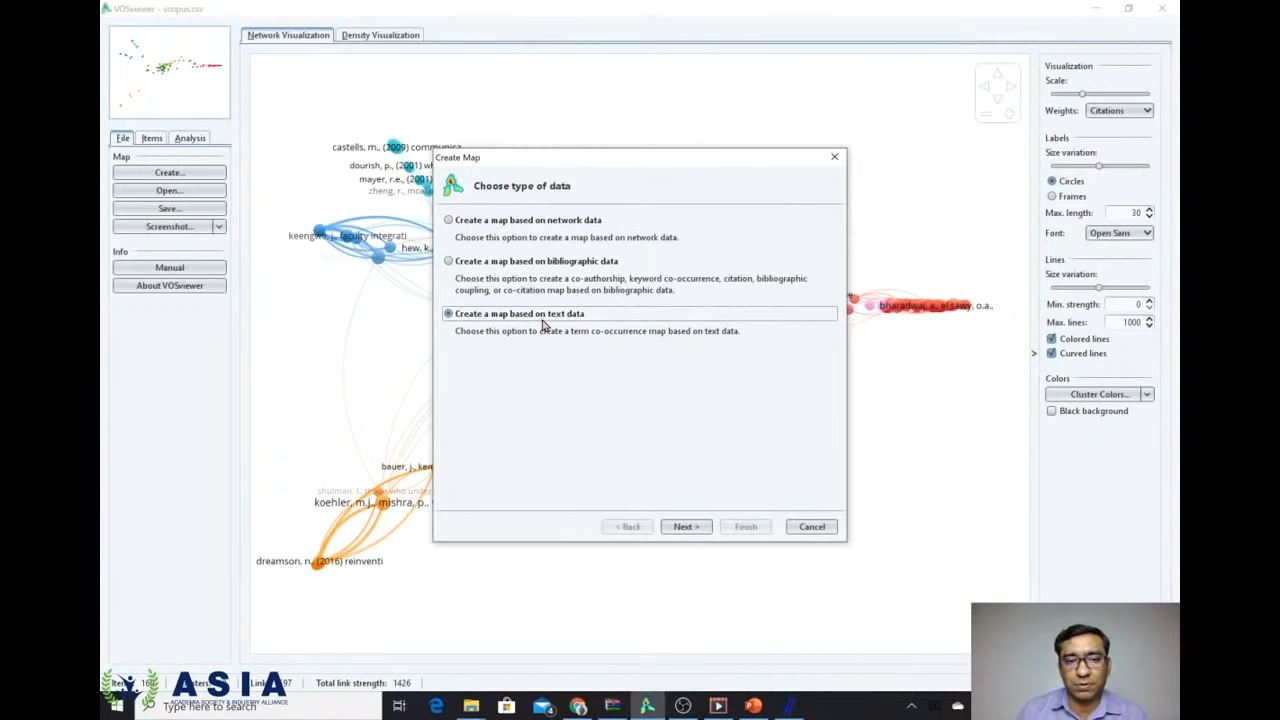 VOSviewer - scopus.csv
Network Visualization
Density Visualization
File
Items
Analysis
Map
Create...
Open...
Save...
Screenshot...
Info
Manual
About VOSviewer
castells, m., (2009) communica
dourish, p., (2001) wh
mayer, r.e., (2001)
zheng, r., mcal
keengwe, j., faculty integrati
hew, k.
bauer, j., ken
koehler, m.j., mishra, p.,
dreamson, n., (2016) reinventi
bharadwaj, a., el sawy, o.a.,
Create Map
Choose type of data
Create a map based on network data
Choose this option to create a map based on network data.
Create a map based on bibliographic data
Choose this option to create a co-authorship, keyword co-occurrence, citation, bibliographic
coupling, or co-citation map based on bibliographic data.
Create a map based on text data
Choose this option to create a term co-occurrence map based on text data.
< Back
Next >
Finish
Cancel
Visualization
Scale:
Weights: Citations
Labels
Size variation:
Circles
Frames
Max. length: 30
Font: Open Sans
Lines
Size variation:
Min. strength: 0
Max. lines: 1000
Colored lines
Curved lines
Colors
Cluster Colors...
Black background
Total link strength: 1426
ASIA
ACADEMIA SOCIETY & INDUSTRY ALLIANCE
Type here to search